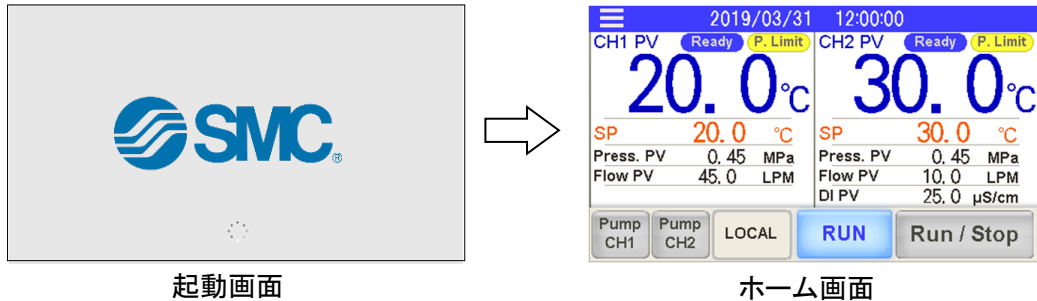 SMC®
起動画面
2019/03/31 12:00:00
CH1 PV Ready P. Limit
20.0℃
SP 20.0 ℃
Press. PV 0.45 MPa
Flow PV 45.0 LPM
CH2 PV Ready P. Limit
30.0℃
SP 30.0 ℃
Press. PV 0.45 MPa
Flow PV 10.0 LPM
DI PV 25.0 µS/cm
Pump CH1
Pump CH2
LOCAL
RUN
Run / Stop
ホーム画面